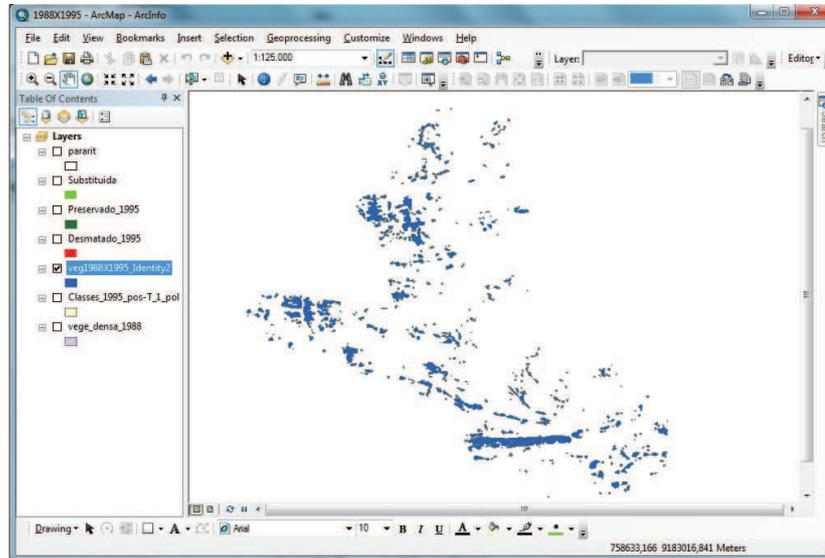 1988X1995 - ArcMap - ArcInfo
File Edit View Bookmarks Insert Selection Geoprocessing Customize Windows Help
1:125.000
Layer:
Editor
Table Of Contents
Layers
pararit
Substituida
Preservado_1995
Desmatado_1995
veg1988X1995_Identity2
Classes_1995_pos-T_1_pol
vege_densa_1988
Search
Drawing A Arial 10 B I U A
758633,166 9183016,841 Meters